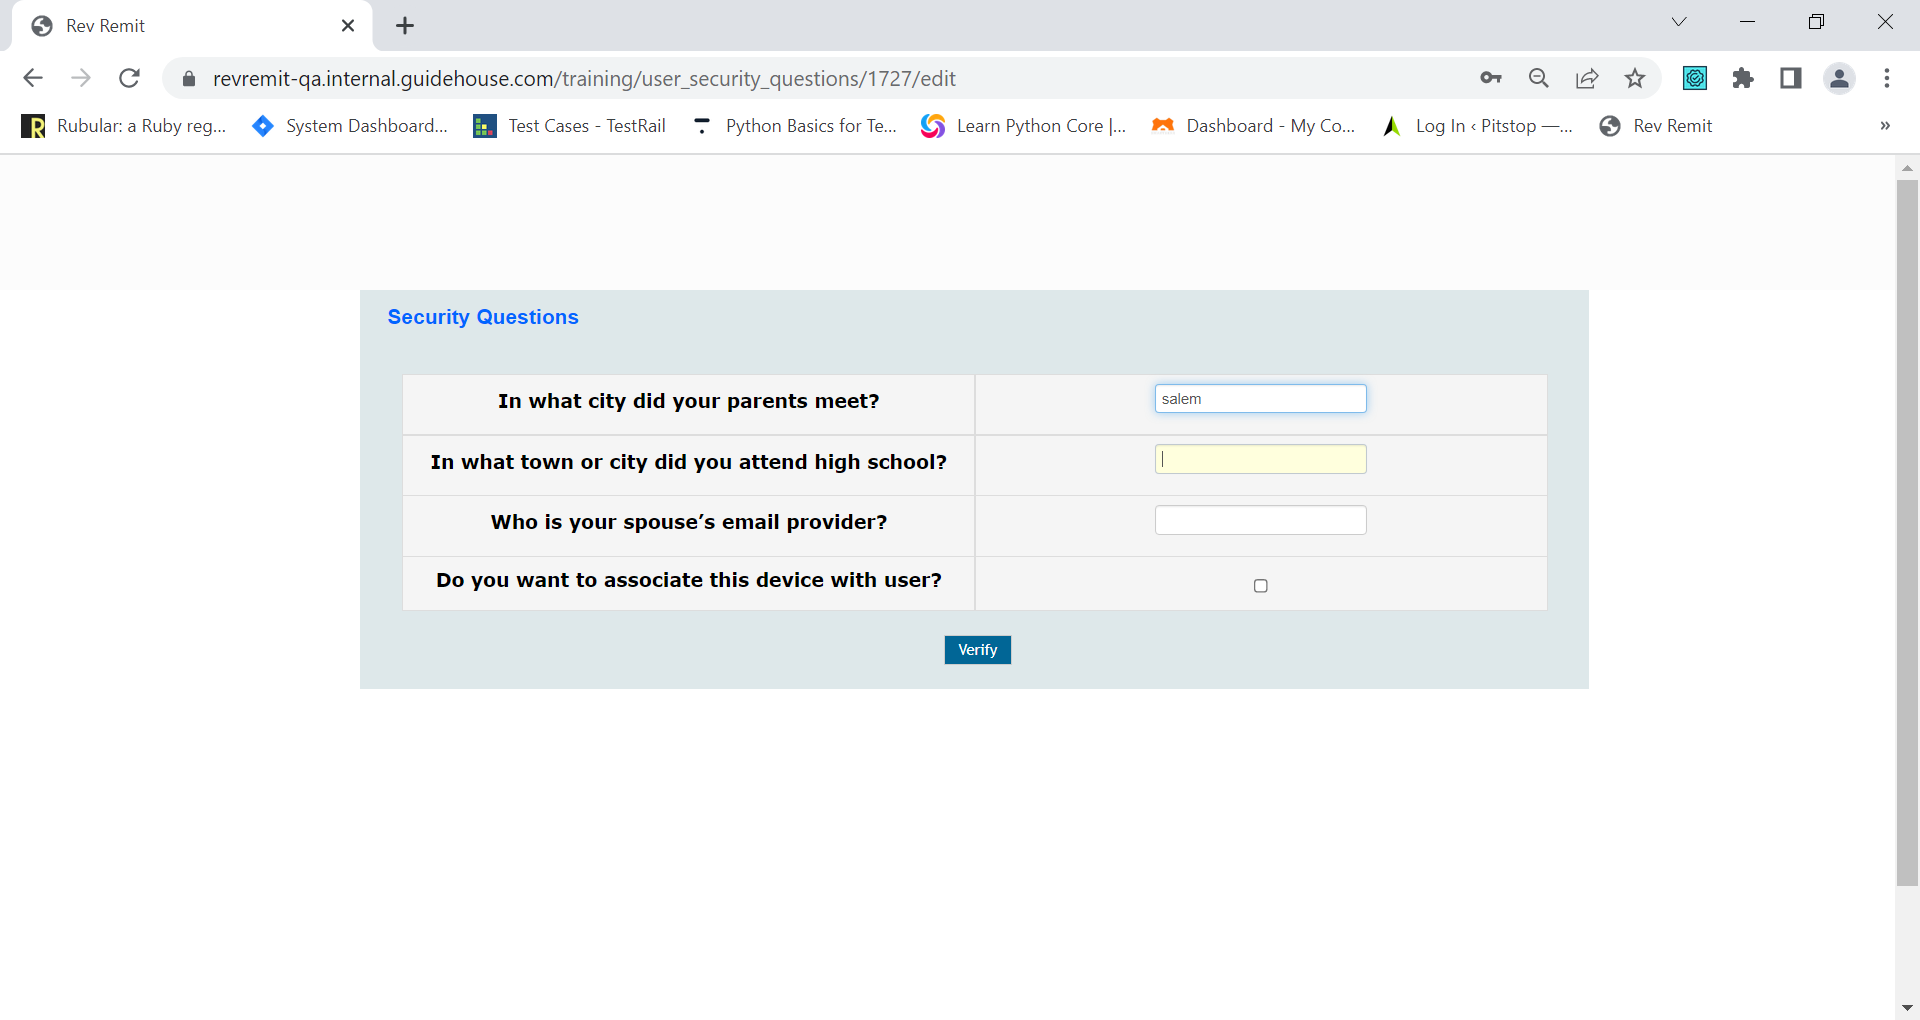 Rev Remit
revremit-qa.internal.guidehouse.com/training/user_security_questions/1727/edit
Rubular: a Ruby reg... System Dashboard... Test Cases - TestRail Python Basics for Te... Learn Python Core |... Dashboard - My Co... Log In ‹ Pitstop —... Rev Remit »
Security Questions
In what city did your parents meet? salem
In what town or city did you attend high school?
Who is your spouse’s email provider?
Do you want to associate this device with user?
Verify